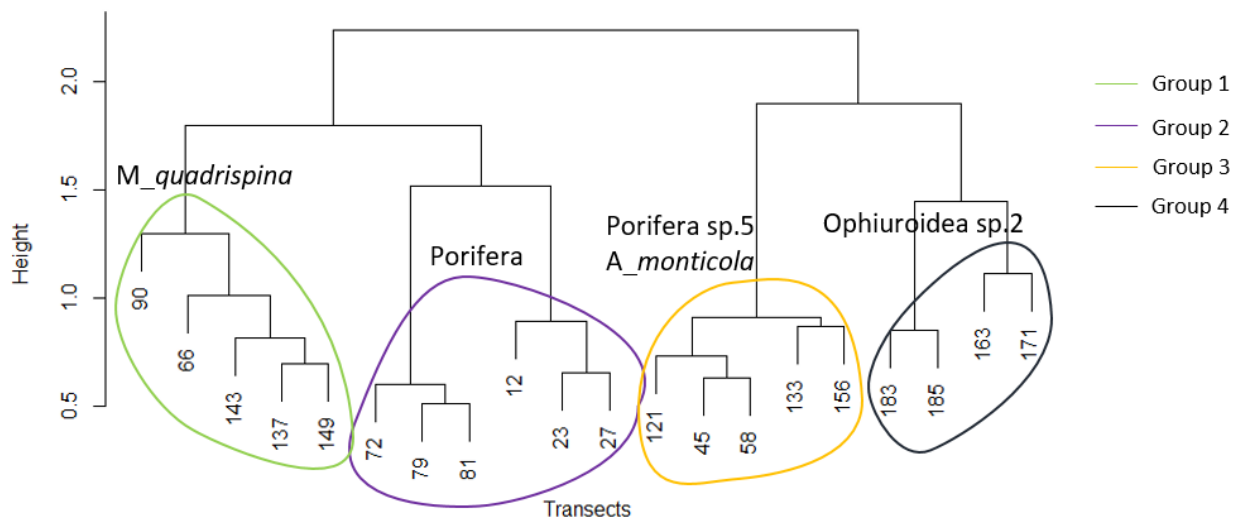 Height
2.0
1.5
1.0
0.5
M_quadrispina
Porifera
Porifera sp.5
A_monticola
Ophiuroidea sp.2
90
66
143
137
149
72
79
81
12
23
27
121
45
58
133
156
183
185
163
171
Transects
Group 1
Group 2
Group 3
Group 4